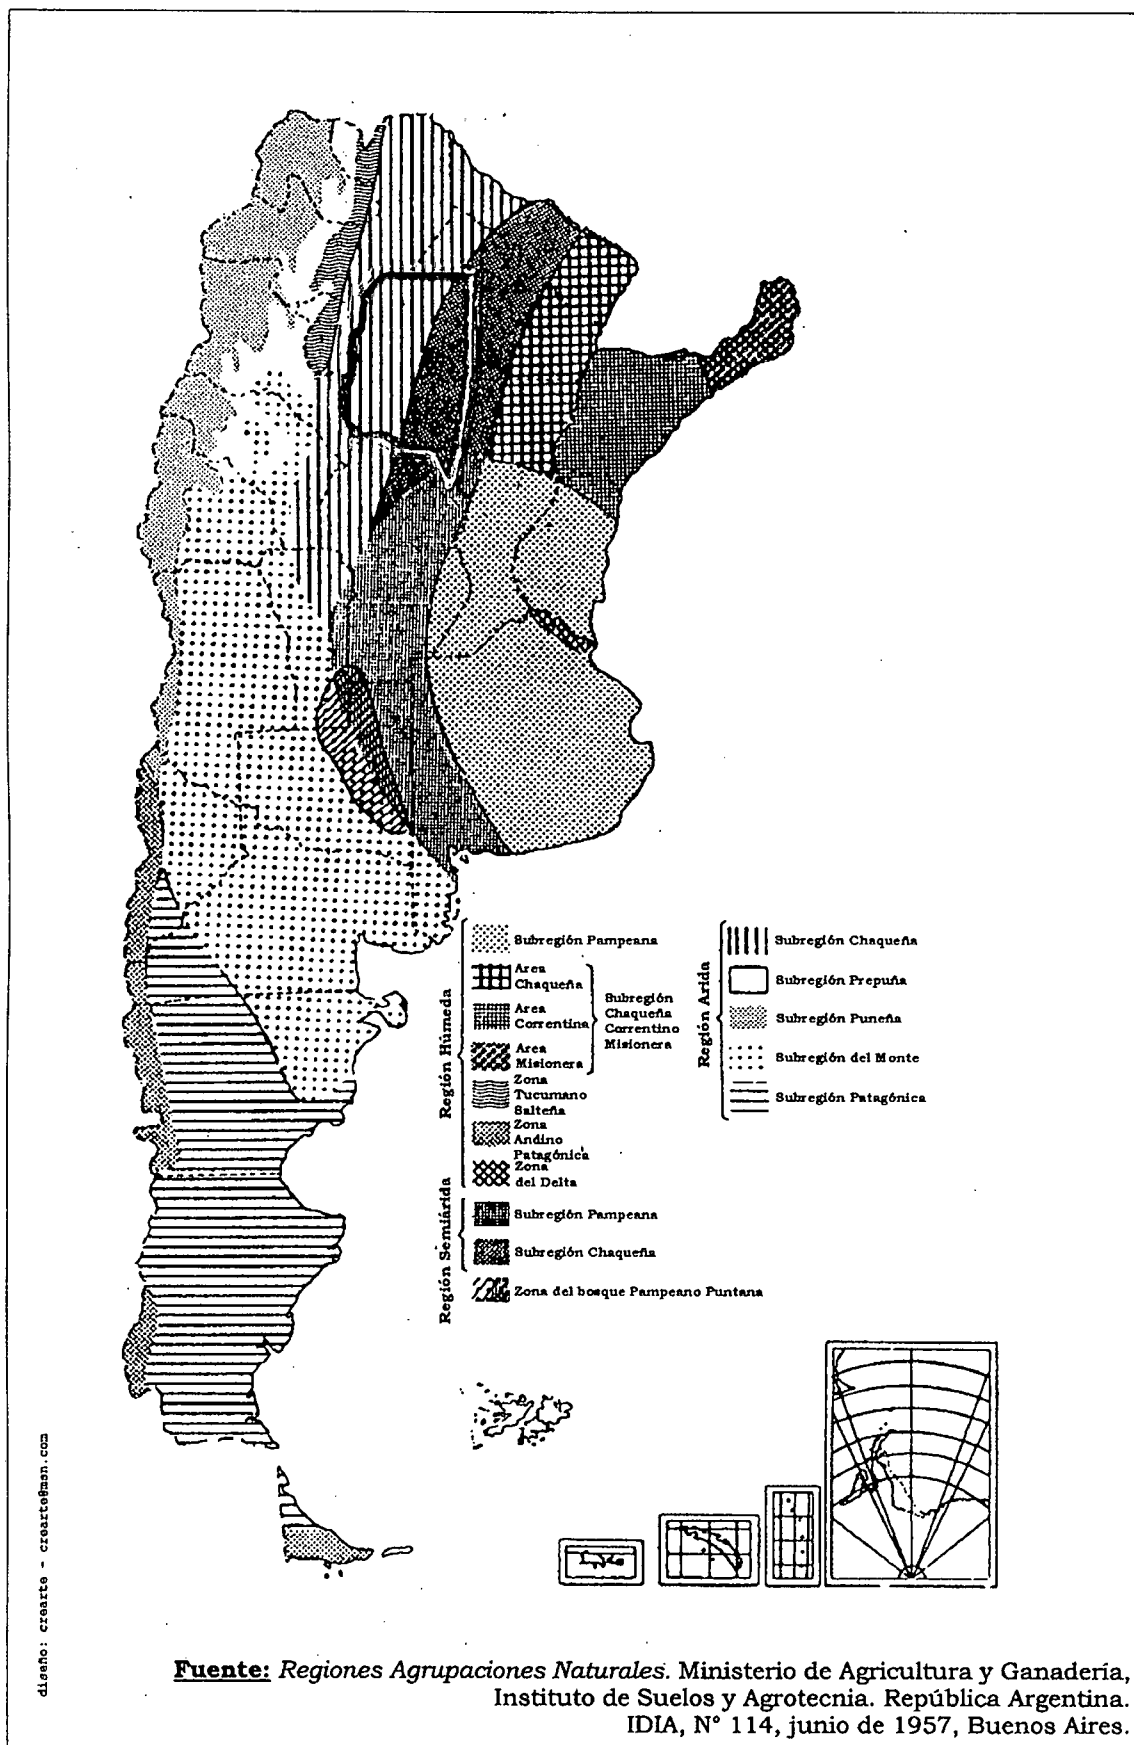 Región Húmeda
Subregión Pampeana
Area
Chaqueña
Area
Correntina
Area
Misionera
Subregión
Chaqueña
Correntino
Misionera
Zona
Tucumano
Salteña
Zona
Andino
Patagónica
Zona
del Delta
Región Semiárida
Subregión Pampeana
Subregión Chaqueña
Zona del bosque Pampeano Puntana
Región Arida
Subregión Chaqueña
Subregión Prepuña
Subregión Puneña
Subregión del Monte
Subregión Patagónica
diseño: crearte - crearte@msn.com
Fuente: Regiones Agrupaciones Naturales. Ministerio de Agricultura y Ganadería,
Instituto de Suelos y Agrotecnia. República Argentina.
IDIA, N° 114, junio de 1957, Buenos Aires.